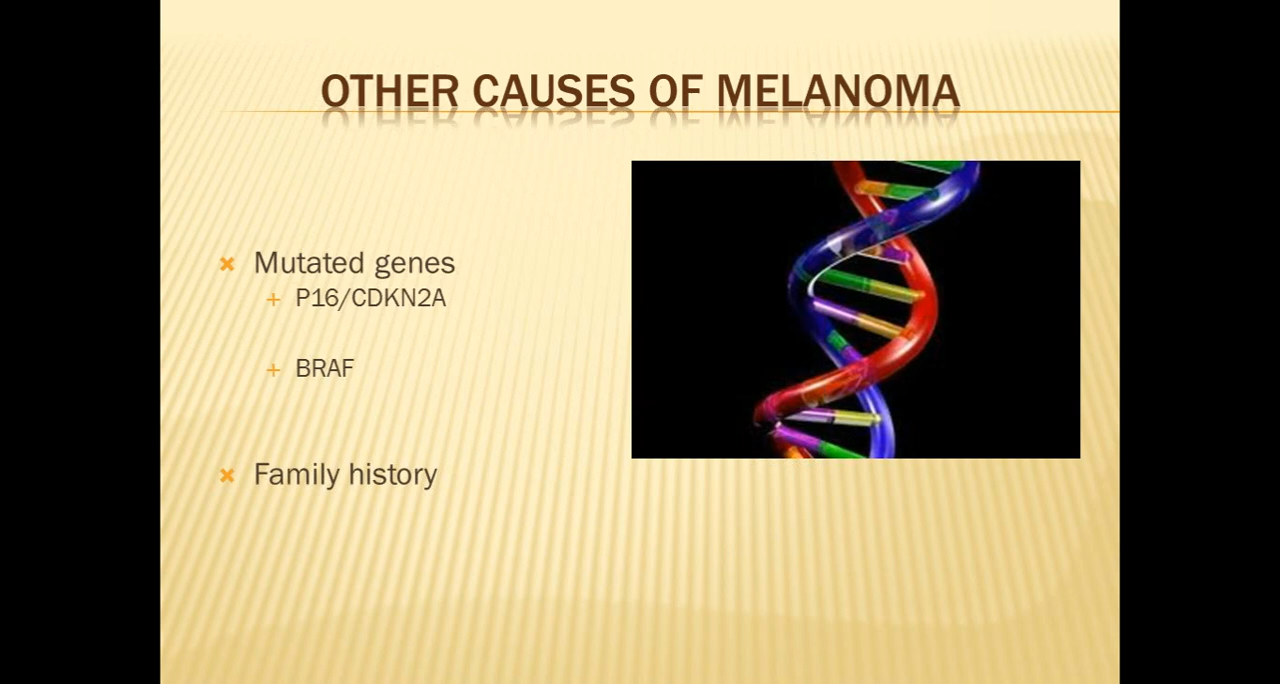 OTHER CAUSES OF MELANOMA
Mutated genes
P16/CDKN2A
BRAF
Family history